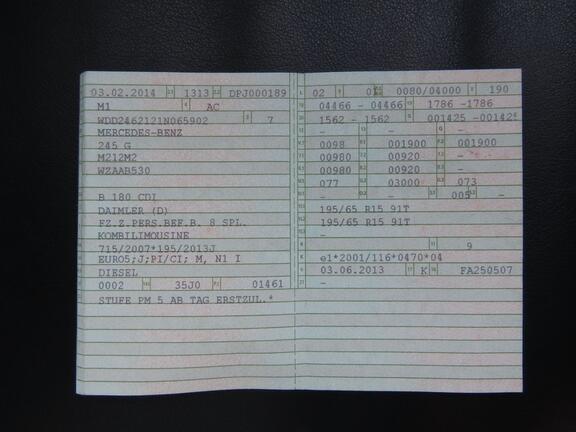 03.02.2014 1313 DPJ000189
M1 AC
WDD2462121N065902 7
MERCEDES-BENZ
245 G
M212M2
WZAAB530
B 180 CDI
DAIMLER (D)
FZ.Z.PERS.BEF.B. 8 SPL.
KOMBILIMOUSINE
715/2007*195/2013J
EURO5;J;PI/CI; M, N1 I
DIESEL
0002 35J0 01461
STUFE PM 5 AB TAG ERSTZUL.*
02 0080/04000 190
04466 - 04466 1786 -1786
1562 - 1562 001425 -001425
- - -
0098 001900 001900
00980 00920 -
00980 00920 -
077 03000 073
- - 005 -
195/65 R15 91T
195/65 R15 91T
-
9
e1*2001/116*0470*04
03.06.2013 K FA250507
-